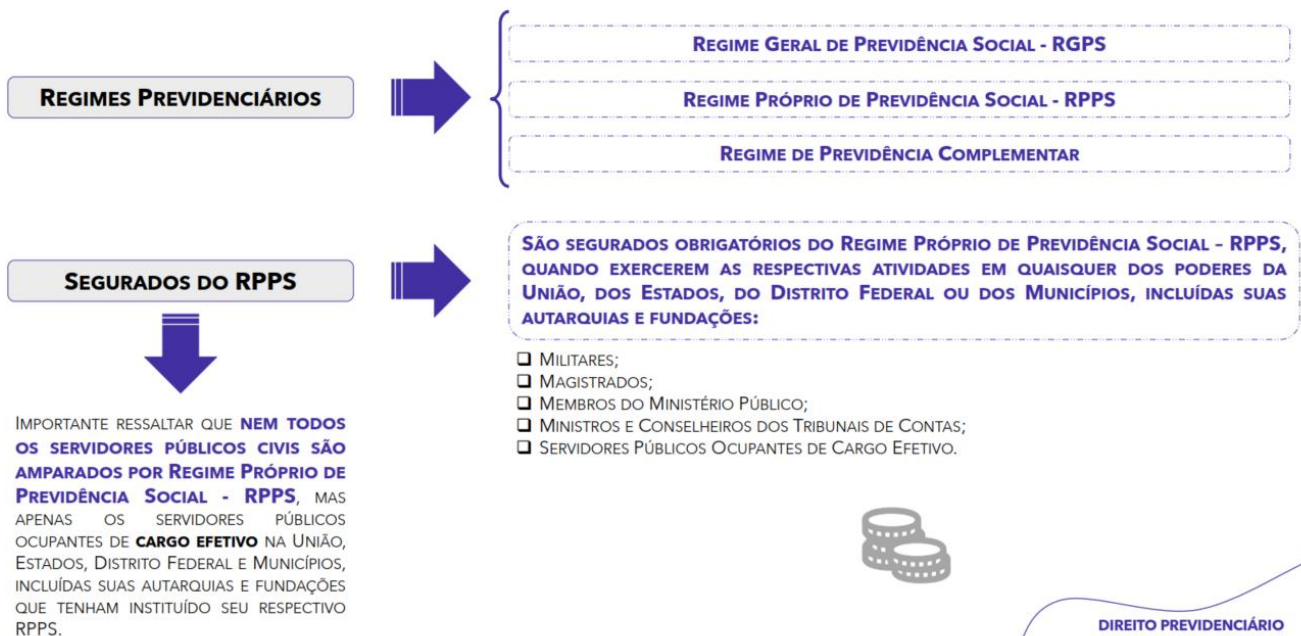 REGIMES PREVIDENCIÁRIOS
REGIME GERAL DE PREVIDÊNCIA SOCIAL - RGPS
REGIME PRÓPRIO DE PREVIDÊNCIA SOCIAL - RPPS
REGIME DE PREVIDÊNCIA COMPLEMENTAR
SEGURADOS DO RPPS
SÃO SEGURADOS OBRIGATÓRIOS DO REGIME PRÓPRIO DE PREVIDÊNCIA SOCIAL – RPPS,
QUANDO EXERCEREM AS RESPECTIVAS ATIVIDADES EM QUAISQUER DOS PODERES DA
UNIÃO, DOS ESTADOS, DO DISTRITO FEDERAL OU DOS MUNICÍPIOS, INCLUÍDAS SUAS
AUTARQUIAS E FUNDAÇÕES:
❑ MILITARES;
❑ MAGISTRADOS;
❑ MEMBROS DO MINISTÉRIO PÚBLICO;
❑ MINISTROS E CONSELHEIROS DOS TRIBUNAIS DE CONTAS;
❑ SERVIDORES PÚBLICOS OCUPANTES DE CARGO EFETIVO.
IMPORTANTE RESSALTAR QUE NEM TODOS
OS SERVIDORES PÚBLICOS CIVIS SÃO
AMPARADOS POR REGIME PRÓPRIO DE
PREVIDÊNCIA SOCIAL - RPPS, MAS
APENAS OS SERVIDORES PÚBLICOS
OCUPANTES DE CARGO EFETIVO NA UNIÃO,
ESTADOS, DISTRITO FEDERAL E MUNICÍPIOS,
INCLUÍDAS SUAS AUTARQUIAS E FUNDAÇÕES
QUE TENHAM INSTITUÍDO SEU RESPECTIVO
RPPS.
DIREITO PREVIDENCIÁRIO